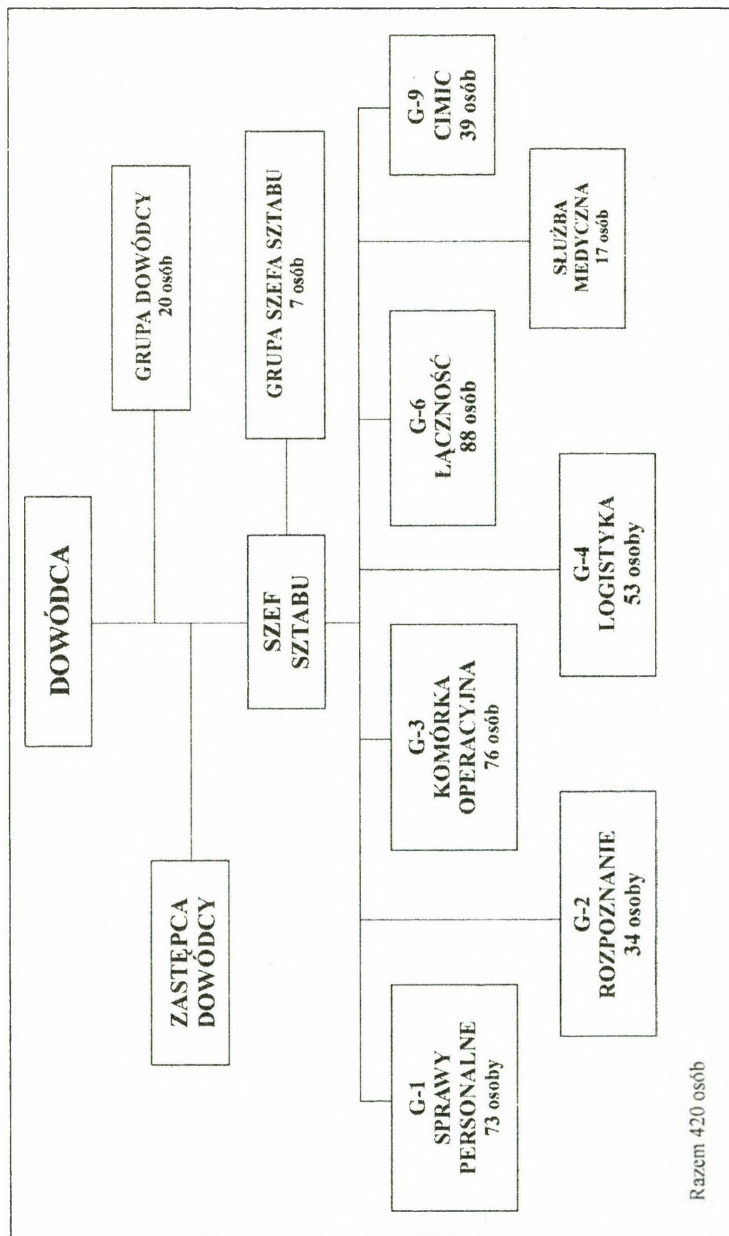 DOWÓDCA
GRUPA DOWÓDCY
20 osób
ZASTĘPCA
DOWÓDCY
SZEF
SZTABU
GRUPA SZEFA SZTABU
7 osób
G-1
SPRAWY
PERSONALNE
73 osoby
G-3
KOMÓRKA
OPERACYJNA
76 osób
G-6
ŁĄCZNOŚĆ
88 osób
G-9
CIMIC
39 osób
G-2
ROZPOZNANIE
34 osoby
G-4
LOGISTYKA
53 osoby
SŁUŻBA
MEDYCZNA
17 osób
Razem 420 osób